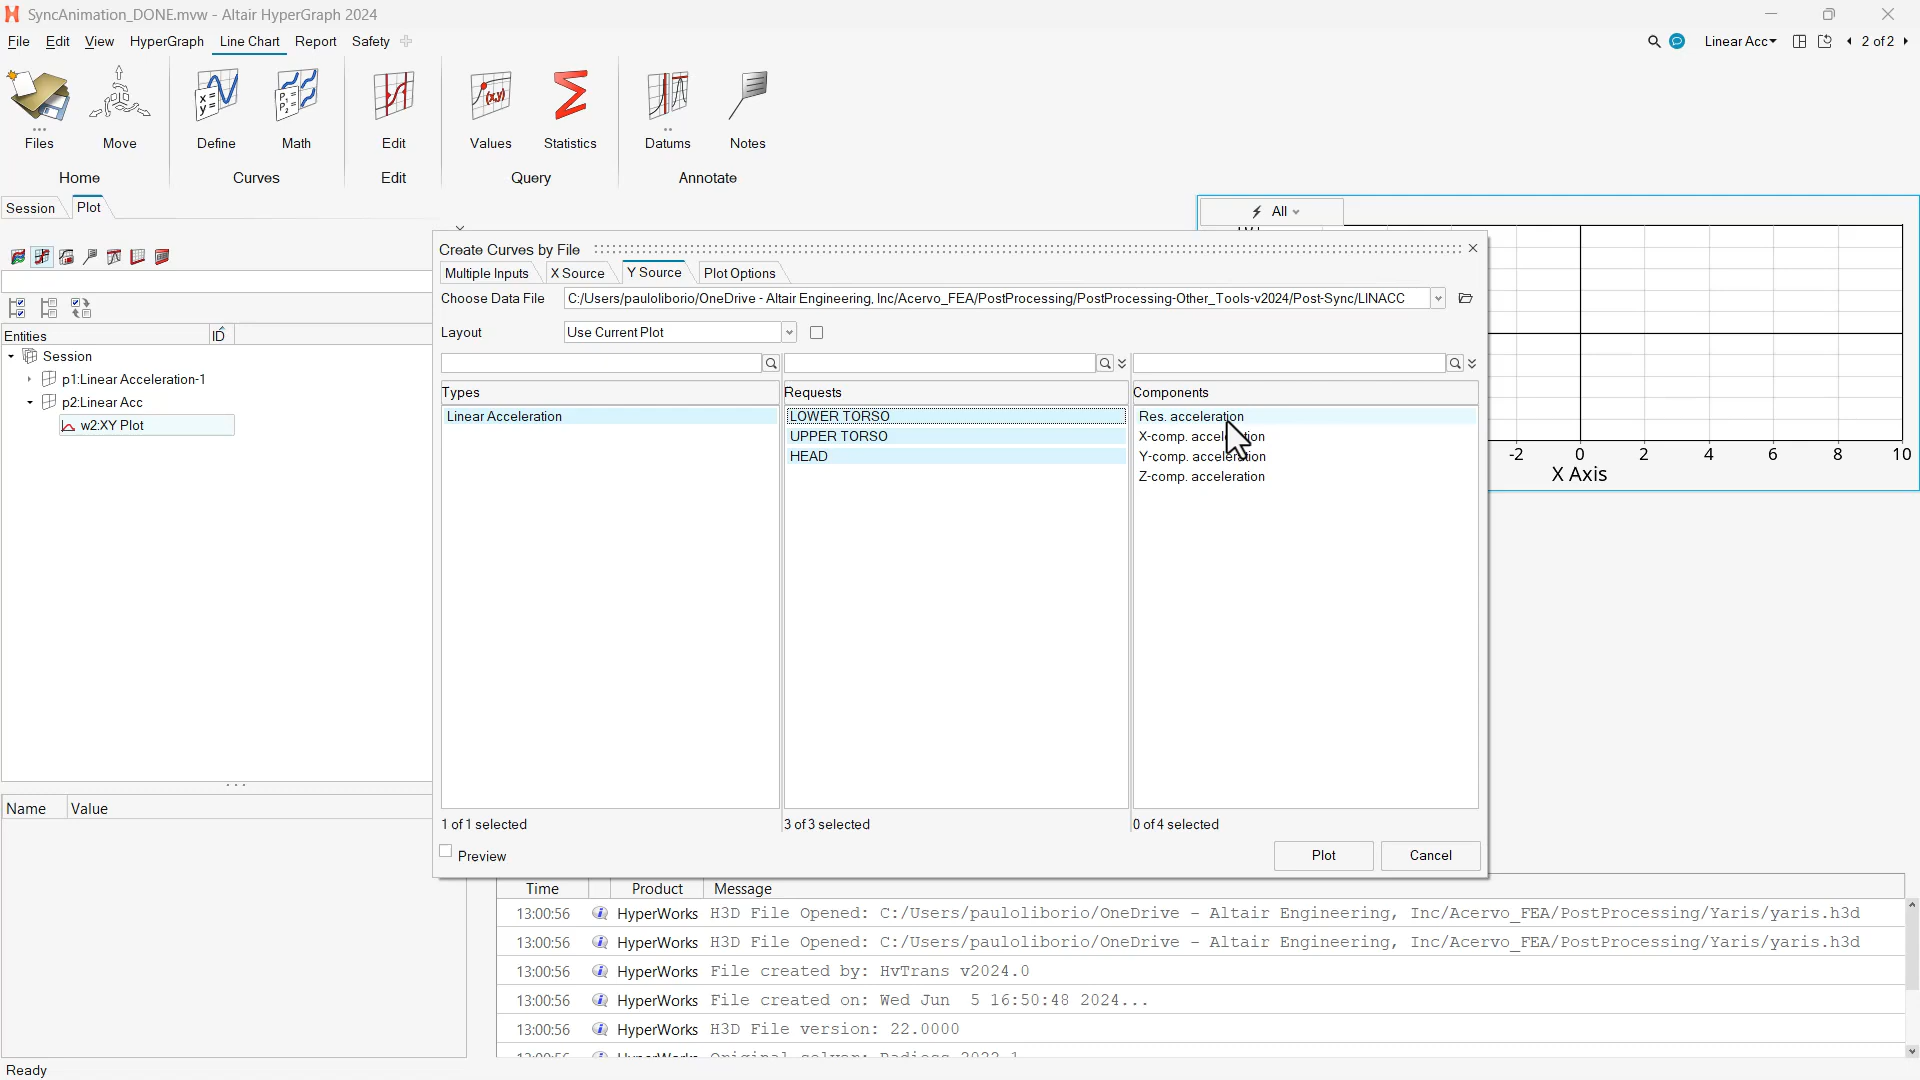 SyncAnimation_DONE.mvw - Altair HyperGraph 2024
File Edit View HyperGraph Line Chart Report Safety
Linear Acc 2 of 2
Files Move Define Math Edit Values Statistics Datums Notes
Home Curves Edit Query Annotate
Session Plot
All
Create Curves by File
Multiple Inputs X Source Y Source Plot Options
Choose Data File C:/Users/pauloliborio/OneDrive - Altair Engineering, Inc/Acervo_FEA/PostProcessing/PostProcessing-Other_Tools-v2024/Post-Sync/LINACC
Layout Use Current Plot
Entities ID
Session
p1:Linear Acceleration-1
p2:Linear Acc
w2:XY Plot
Types Requests Components
Linear Acceleration LOWER TORSO Res. acceleration
UPPER TORSO X-comp. acceleration
HEAD Y-comp. acceleration
Z-comp. acceleration
-2 0 2 4 6 8 10
X Axis
Name Value
1 of 1 selected 3 of 3 selected 0 of 4 selected
Preview Plot Cancel
Time Product Message
13:00:56 HyperWorks H3D File Opened: C:/Users/pauloliborio/OneDrive - Altair Engineering, Inc/Acervo_FEA/PostProcessing/Yaris/yaris.h3d
13:00:56 HyperWorks H3D File Opened: C:/Users/pauloliborio/OneDrive - Altair Engineering, Inc/Acervo_FEA/PostProcessing/Yaris/yaris.h3d
13:00:56 HyperWorks File created by: HvTrans v2024.0
13:00:56 HyperWorks File created on: Wed Jun 5 16:50:48 2024...
13:00:56 HyperWorks H3D File version: 22.0000
Ready